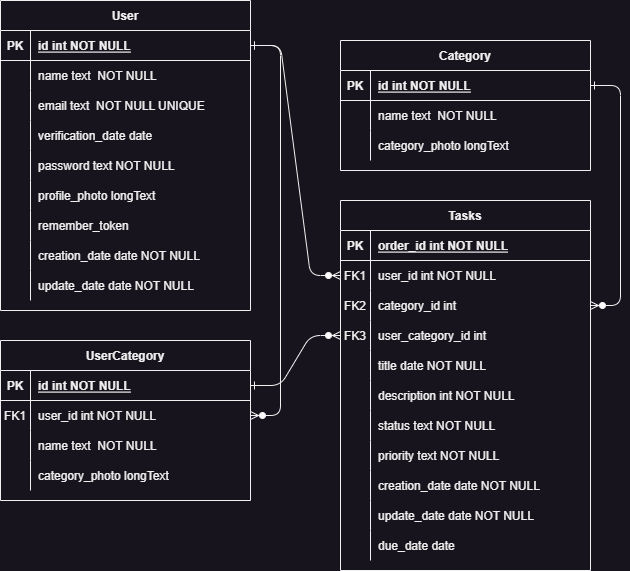 User
PK id int NOT NULL
name text  NOT NULL
email text  NOT NULL UNIQUE
verification_date date
password text NOT NULL
profile_photo longText
remember_token
creation_date date NOT NULL
update_date date NOT NULL
UserCategory
PK id int NOT NULL
FK1 user_id int NOT NULL
name text  NOT NULL
category_photo longText
Category
PK id int NOT NULL
name text  NOT NULL
category_photo longText
Tasks
PK order_id int NOT NULL
FK1 user_id int NOT NULL
FK2 category_id int
FK3 user_category_id int
title date NOT NULL
description int NOT NULL
status text NOT NULL
priority text NOT NULL
creation_date date NOT NULL
update_date date NOT NULL
due_date date